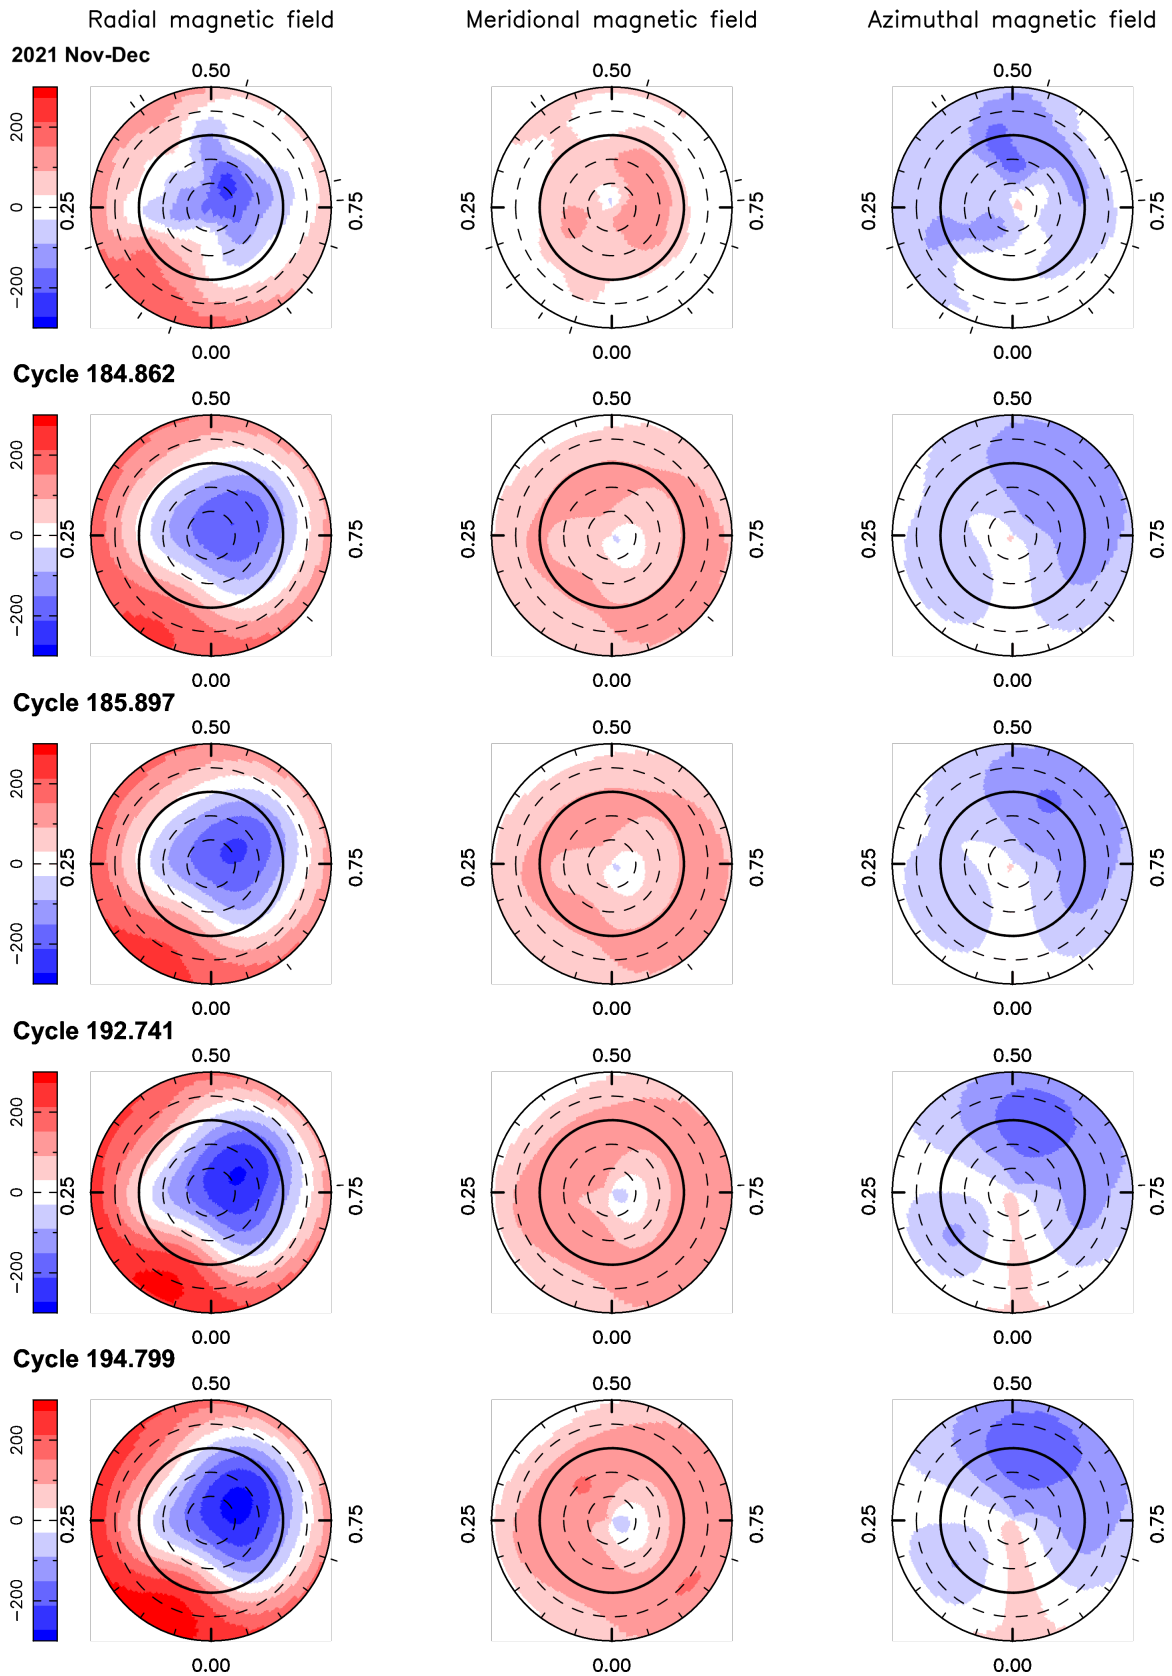 Radial magnetic field Meridional magnetic field Azimuthal magnetic field
2021 Nov-Dec
0.50 0.50 0.50
200 0 −200
0.25 0.75 0.25 0.75 0.25 0.75
0.00 0.00 0.00
Cycle 184.862
0.50 0.50 0.50
200 0 −200
0.25 0.75 0.25 0.75 0.25 0.75
0.00 0.00 0.00
Cycle 185.897
0.50 0.50 0.50
200 0 −200
0.25 0.75 0.25 0.75 0.25 0.75
0.00 0.00 0.00
Cycle 192.741
0.50 0.50 0.50
200 0 −200
0.25 0.75 0.25 0.75 0.25 0.75
0.00 0.00 0.00
Cycle 194.799
0.50 0.50 0.50
200 0 −200
0.25 0.75 0.25 0.75 0.25 0.75
0.00 0.00 0.00